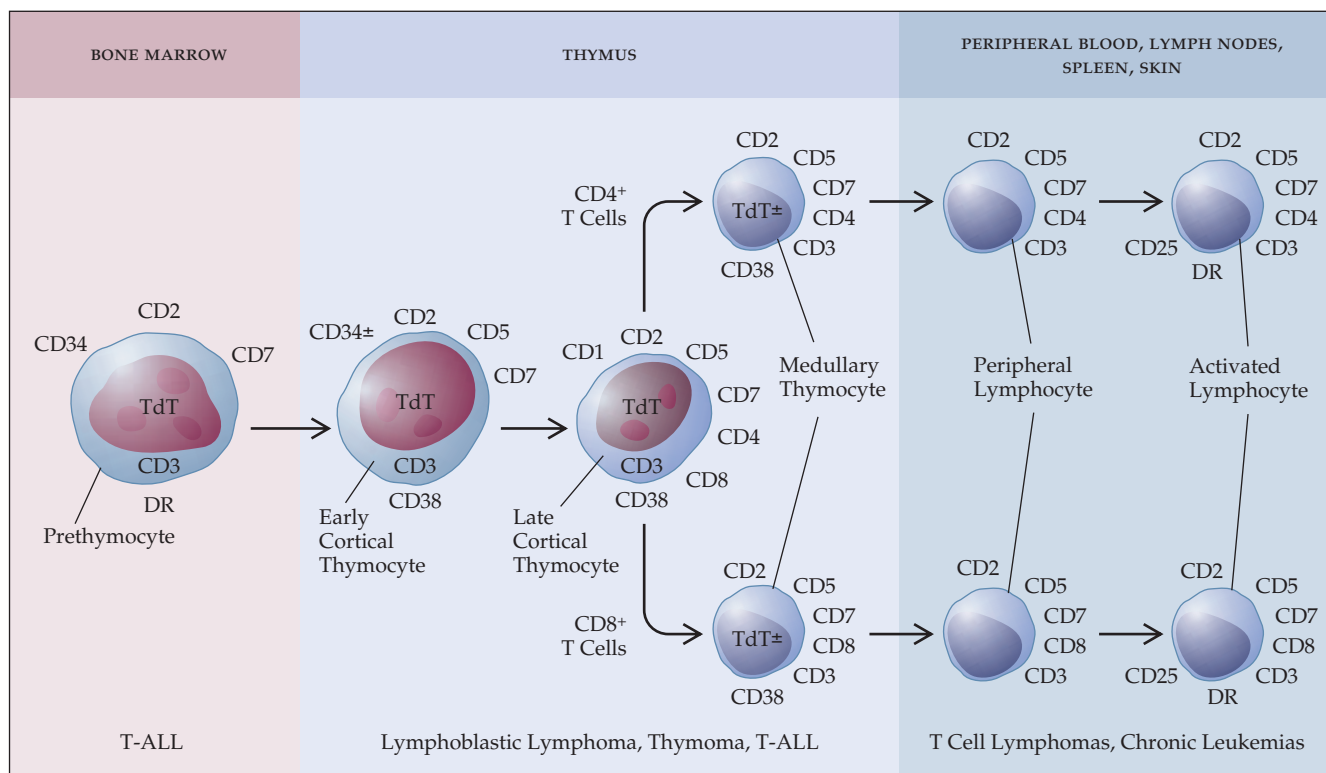 BONE MARROW
THYMUS
PERIPHERAL BLOOD, LYMPH NODES,
SPLEEN, SKIN
CD34
CD2
CD7
TdT
CD3
DR
Prethymocyte
CD34±
CD2
CD5
CD7
TdT
CD3
CD38
Early
Cortical
Thymocyte
CD1
CD2
CD5
CD7
TdT
CD4
CD3
CD8
CD38
Late
Cortical
Thymocyte
CD4⁺
T Cells
CD2
CD5
CD7
TdT±
CD4
CD3
CD38
Medullary
Thymocyte
CD8⁺
T Cells
CD2
CD5
CD7
TdT±
CD8
CD3
CD38
CD2
CD5
CD7
CD4
CD3
Peripheral
Lymphocyte
CD2
CD5
CD7
CD8
CD3
CD2
CD5
CD7
CD4
CD25
CD3
DR
Activated
Lymphocyte
CD2
CD5
CD7
CD8
CD25
CD3
DR
T-ALL
Lymphoblastic Lymphoma, Thymoma, T-ALL
T Cell Lymphomas, Chronic Leukemias